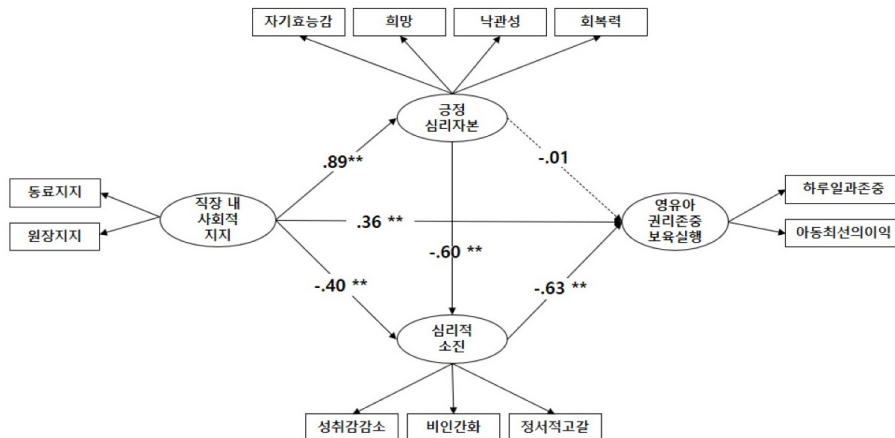 자기효능감
희망
낙관성
회복력
긍정
심리자본
.89**
-.01
동료지지
원장지지
직장 내
사회적
지지
.36 **
영유아
권리존중
보육실행
하루일과존중
아동최선의이익
-.60 **
-.40 **
-.63 **
심리적
소진
성취감감소
비인간화
정서적고갈